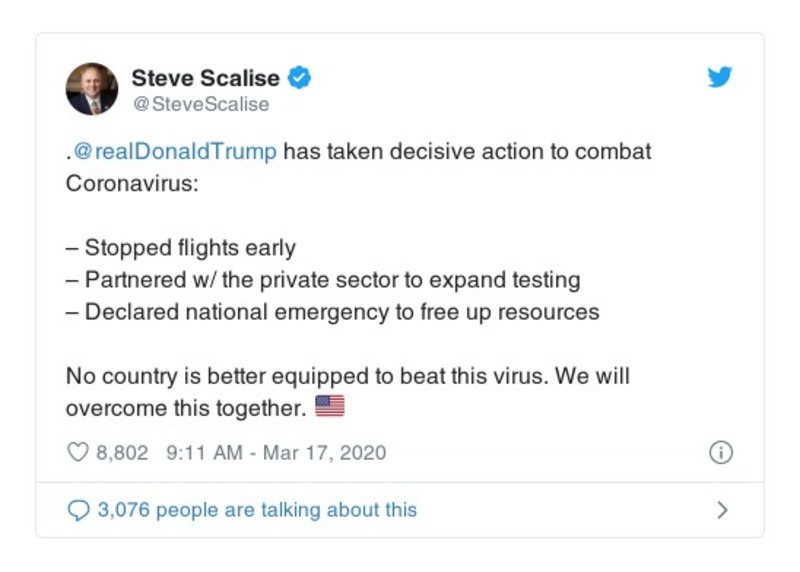 Steve Scalise
@SteveScalise
.@realDonaldTrump has taken decisive action to combat
Coronavirus:
– Stopped flights early
– Partnered w/ the private sector to expand testing
– Declared national emergency to free up resources
No country is better equipped to beat this virus. We will
overcome this together. 🇺🇸
8,802 9:11 AM - Mar 17, 2020
3,076 people are talking about this